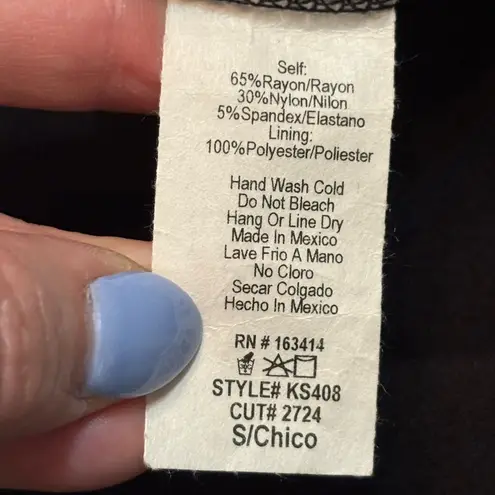 Self:
65%Rayon/Rayon
30%Nylon/Nilon
5%Spandex/Elastano
Lining:
100%Polyester/Poliester
Hand Wash Cold
Do Not Bleach
Hang Or Line Dry
Made In Mexico
Lave Frio A Mano
No Cloro
Secar Colgado
Hecho In Mexico
RN # 163414
STYLE# KS408
CUT# 2724
S/Chico